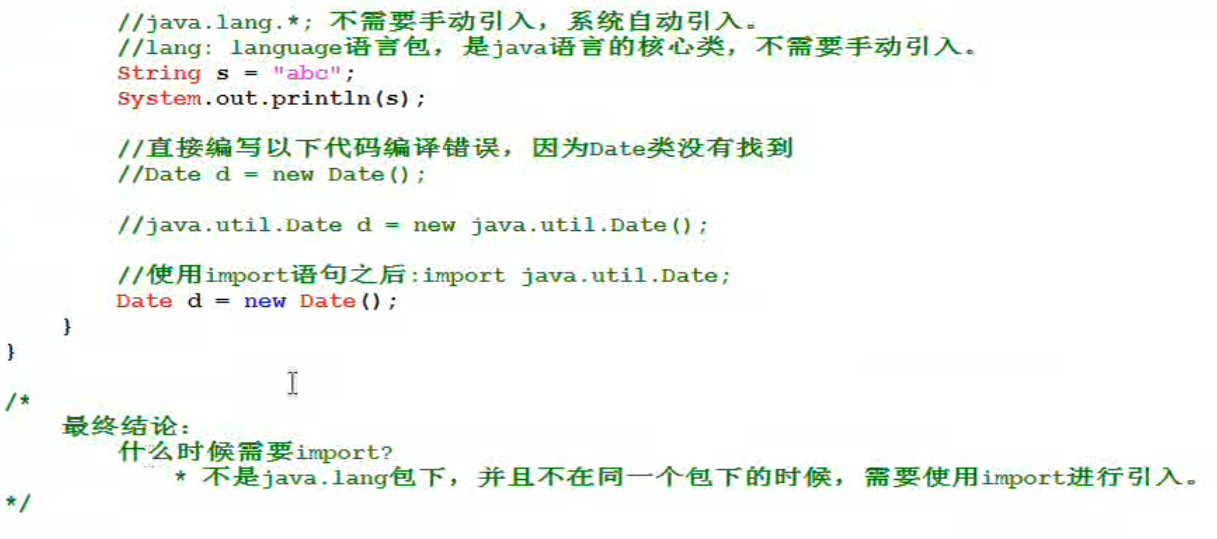 //java.lang.*; 不需要手动引入，系统自动引入。
//lang: language语言包，是java语言的核心类，不需要手动引入。
String s = "abc";
System.out.println(s);
//直接编写以下代码编译错误，因为Date类没有找到
//Date d = new Date();
//java.util.Date d = new java.util.Date();
//使用import语句之后:import java.util.Date;
Date d = new Date();
}
}
/*
最终结论：
什么时候需要import?
* 不是java.lang包下，并且不在同一个包下的时候，需要使用import进行引入。
*/